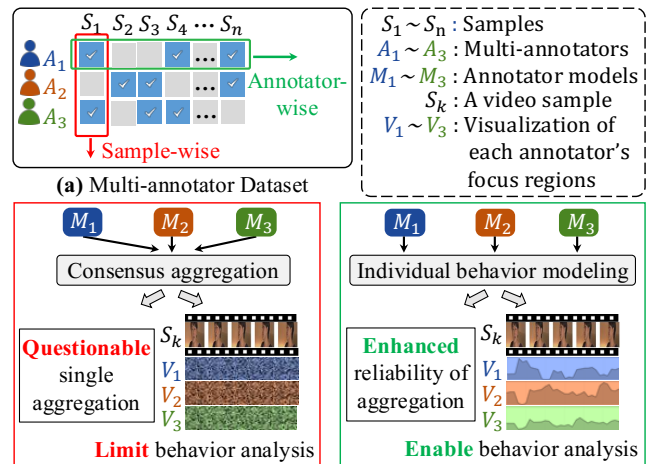 S₁ S₂ S₃ S₄ ... Sₙ
A₁
...
A₂
...
A₃
...
Annotator-wise
Sample-wise
(a) Multi-annotator Dataset
S₁~Sₙ : Samples
A₁~A₃ : Multi-annotators
M₁~M₃ : Annotator models
Sₖ : A video sample
V₁~V₃ : Visualization of
each annotator's
focus regions
M₁ M₂ M₃
Consensus aggregation
Questionable
single
aggregation
Sₖ
V₁
V₂
V₃
Limit behavior analysis
M₁ M₂ M₃
Individual behavior modeling
Enhanced
reliability of
aggregation
Sₖ
V₁
V₂
V₃
Enable behavior analysis